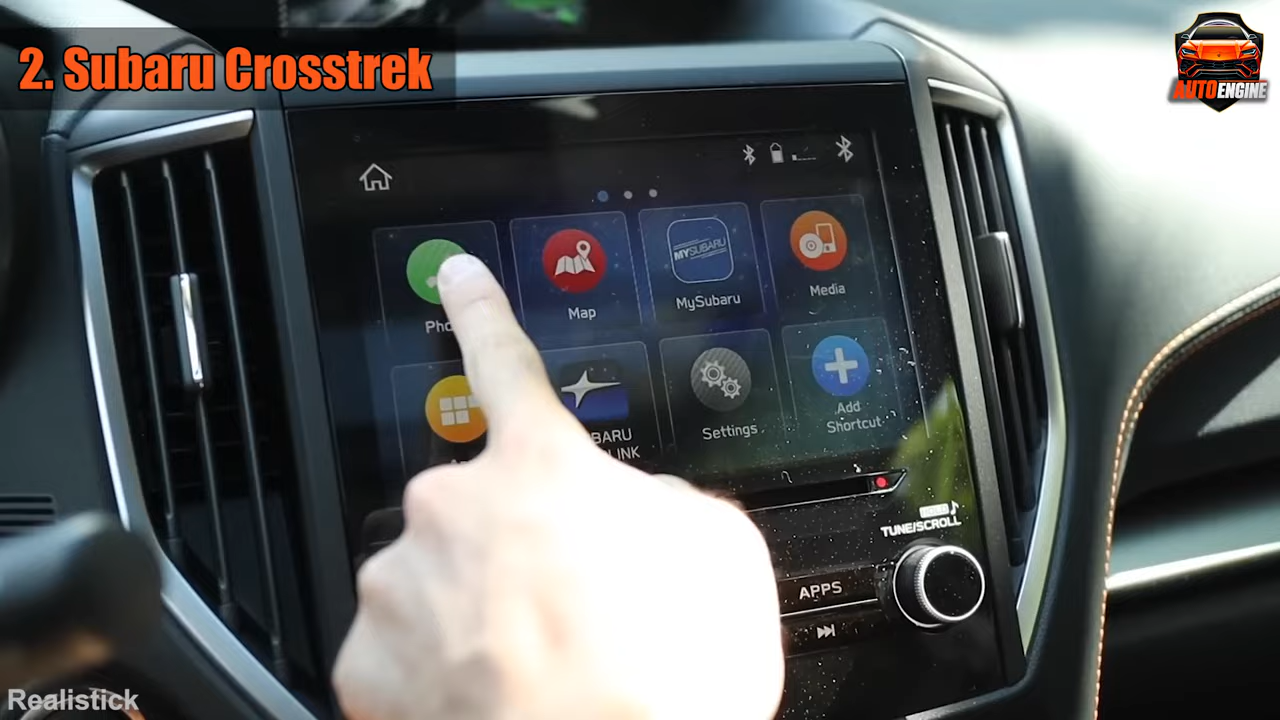 2. Subaru Crosstrek
AUTOENGINE
Map
MYSUBARU
MySubaru
Media
Settings
Add
Shortcut
TUNE/SCROLL
APPS
Realistick